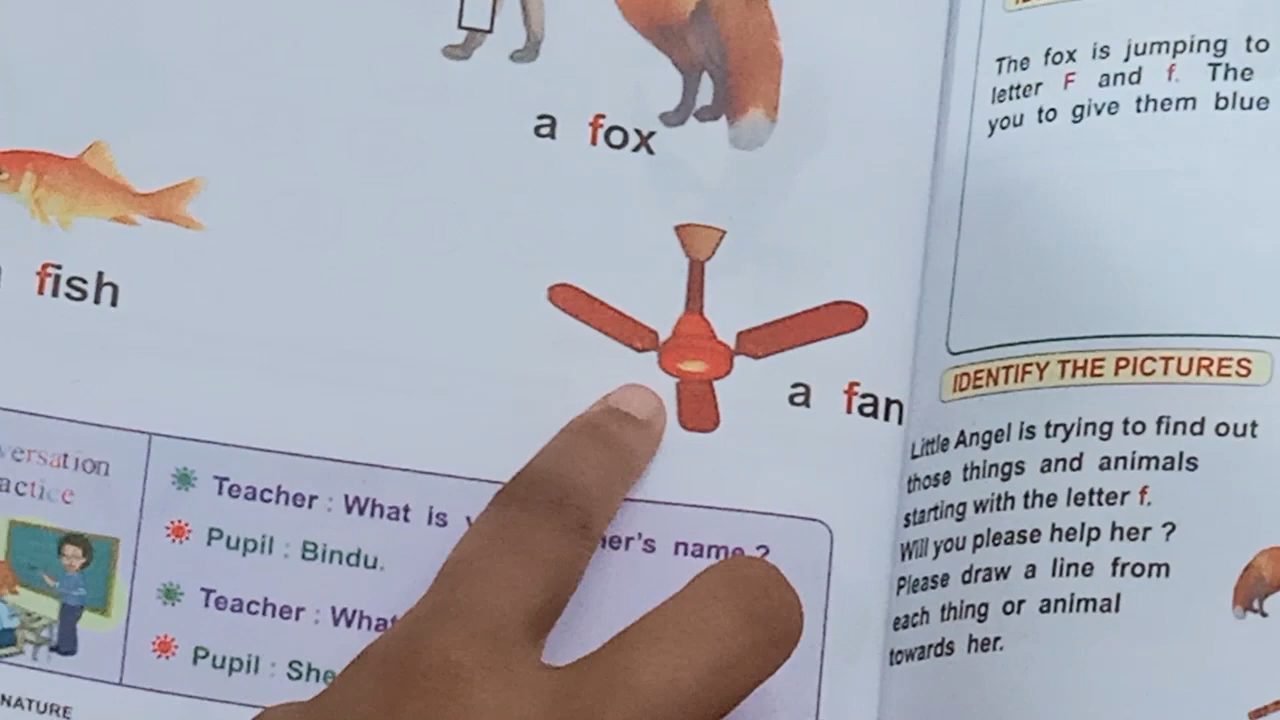 a fox
fish
a fan
versation
actice
Teacher : What is
er's name ?
Pupil : Bindu.
Teacher : What
Pupil : She
NATURE
The fox is jumping to
letter F and f. The
you to give them blue
IDENTIFY THE PICTURES
Little Angel is trying to find out
those things and animals
starting with the letter f.
Will you please help her ?
Please draw a line from
each thing or animal
towards her.